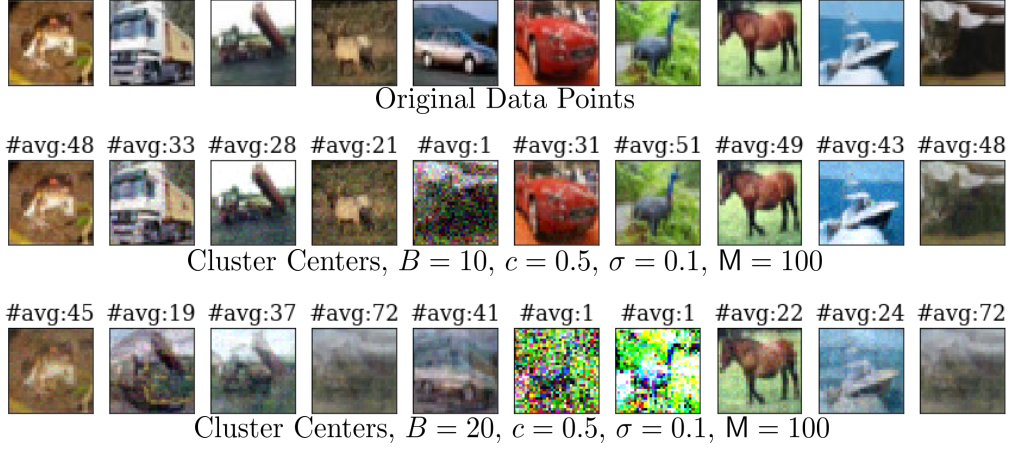 Original Data Points
#avg:48 #avg:33 #avg:28 #avg:21 #avg:1 #avg:31 #avg:51 #avg:49 #avg:43 #avg:48
Cluster Centers, B = 10, c = 0.5, σ = 0.1, M = 100
#avg:45 #avg:19 #avg:37 #avg:72 #avg:41 #avg:1 #avg:1 #avg:22 #avg:24 #avg:72
Cluster Centers, B = 20, c = 0.5, σ = 0.1, M = 100